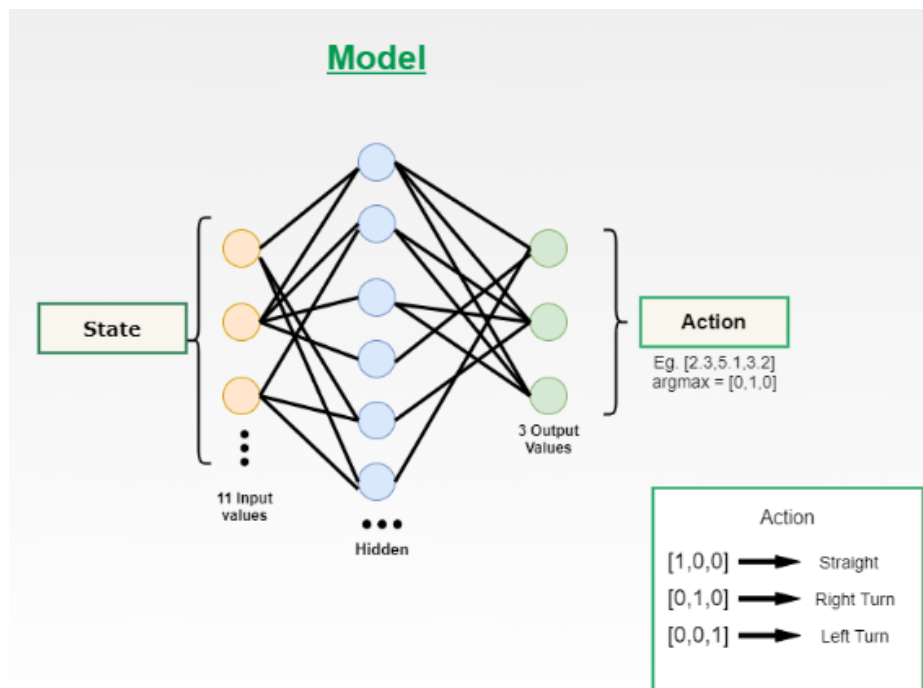 Model
State
Action
Eg. [2.3,5.1,3.2]
argmax = [0,1,0]
3 Output
Values
11 Input
values
Hidden
Action
[1,0,0] Straight
[0,1,0] Right Turn
[0,0,1] Left Turn